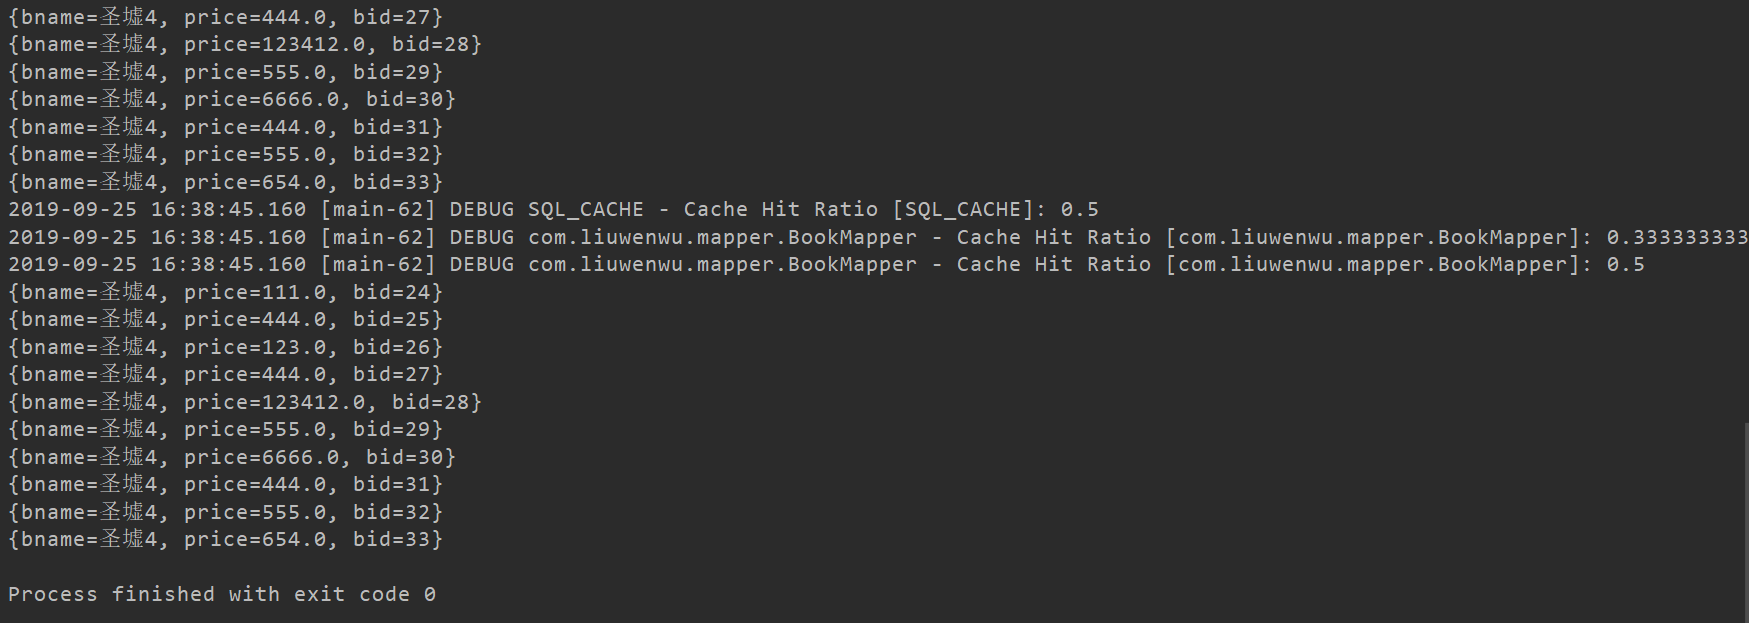 {bname=圣墟4, price=444.0, bid=27}
{bname=圣墟4, price=123412.0, bid=28}
{bname=圣墟4, price=555.0, bid=29}
{bname=圣墟4, price=6666.0, bid=30}
{bname=圣墟4, price=444.0, bid=31}
{bname=圣墟4, price=555.0, bid=32}
{bname=圣墟4, price=654.0, bid=33}
2019-09-25 16:38:45.160 [main-62] DEBUG SQL_CACHE - Cache Hit Ratio [SQL_CACHE]: 0.5
2019-09-25 16:38:45.160 [main-62] DEBUG com.liuwenwu.mapper.BookMapper - Cache Hit Ratio [com.liuwenwu.mapper.BookMapper]: 0.333333333
2019-09-25 16:38:45.160 [main-62] DEBUG com.liuwenwu.mapper.BookMapper - Cache Hit Ratio [com.liuwenwu.mapper.BookMapper]: 0.5
{bname=圣墟4, price=111.0, bid=24}
{bname=圣墟4, price=444.0, bid=25}
{bname=圣墟4, price=123.0, bid=26}
{bname=圣墟4, price=444.0, bid=27}
{bname=圣墟4, price=123412.0, bid=28}
{bname=圣墟4, price=555.0, bid=29}
{bname=圣墟4, price=6666.0, bid=30}
{bname=圣墟4, price=444.0, bid=31}
{bname=圣墟4, price=555.0, bid=32}
{bname=圣墟4, price=654.0, bid=33}
Process finished with exit code 0